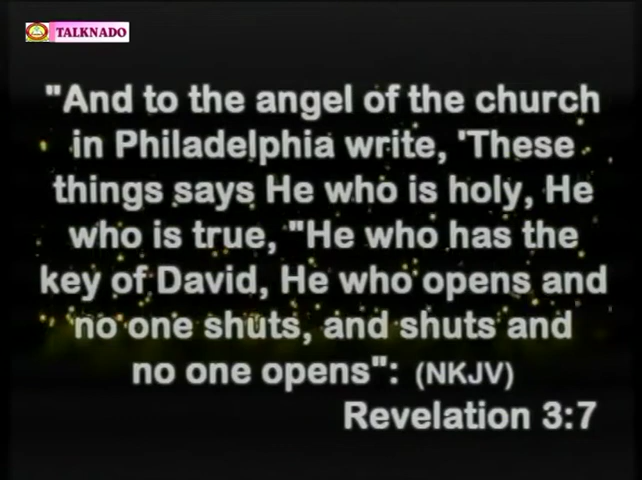 TALKNADO
"And to the angel of the church
in Philadelphia write, 'These
things says He who is holy, He
who is true, "He who has the
key of David, He who opens and
no one shuts, and shuts and
no one opens": (NKJV)
Revelation 3:7